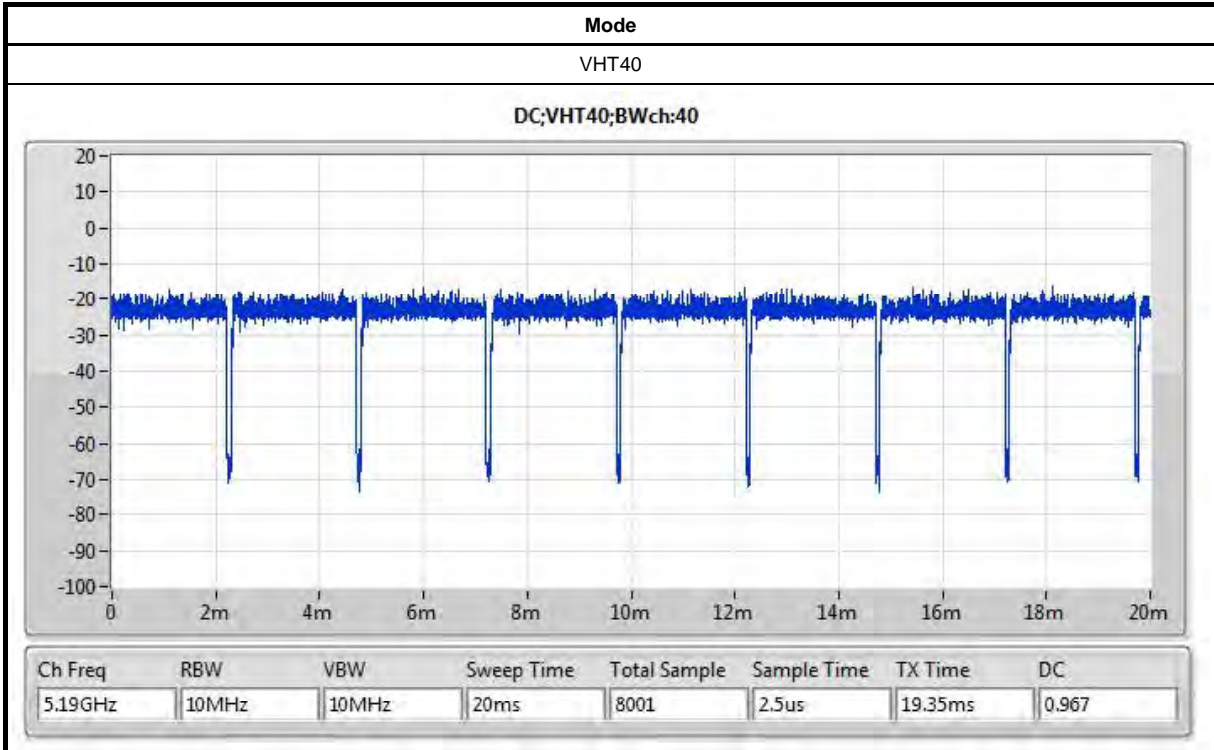 Mode
VHT40
DC;VHT40;BWch:40
20
10
0
-10
-20
-30
-40
-50
-60
-70
-80
-90
-100
0 2m 4m 6m 8m 10m 12m 14m 16m 18m 20m
Ch Freq RBW VBW Sweep Time Total Sample Sample Time TX Time DC
5.19GHz 10MHz 10MHz 20ms 8001 2.5us 19.35ms 0.967